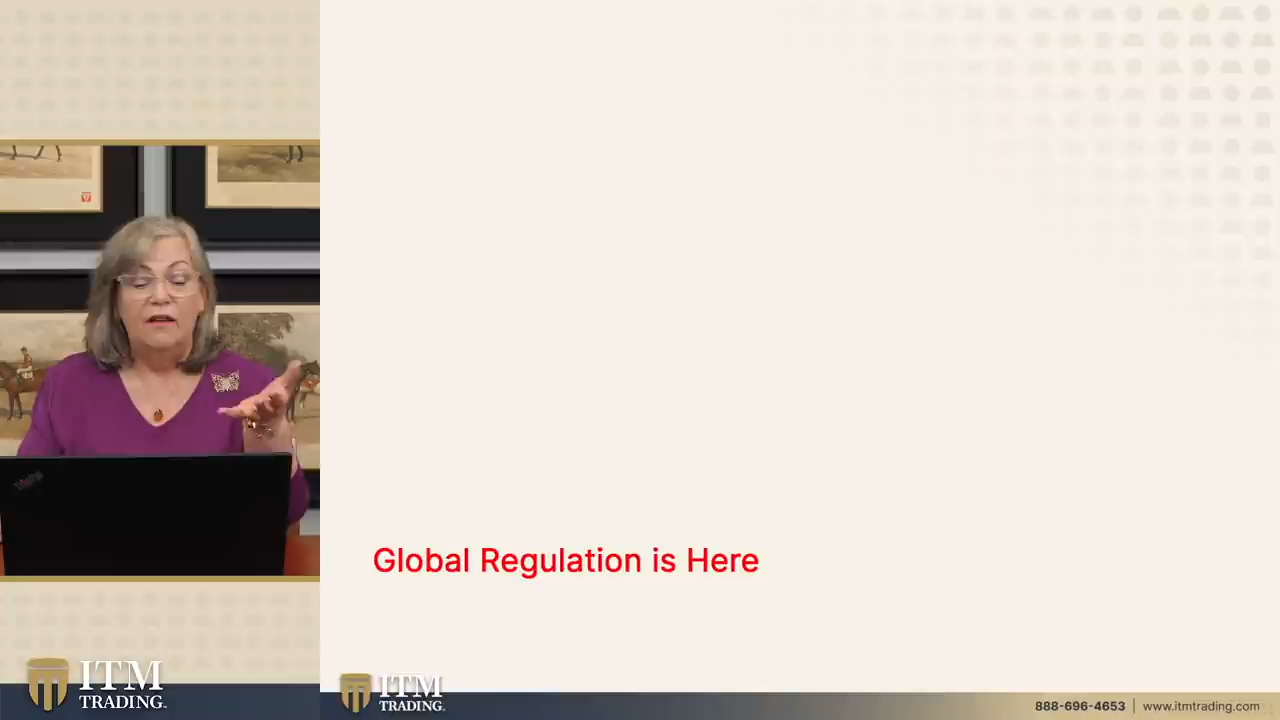 Global Regulation is Here
ITM
TRADING.
ITM
TRADING.
888-696-4653 | www.itmtrading.com